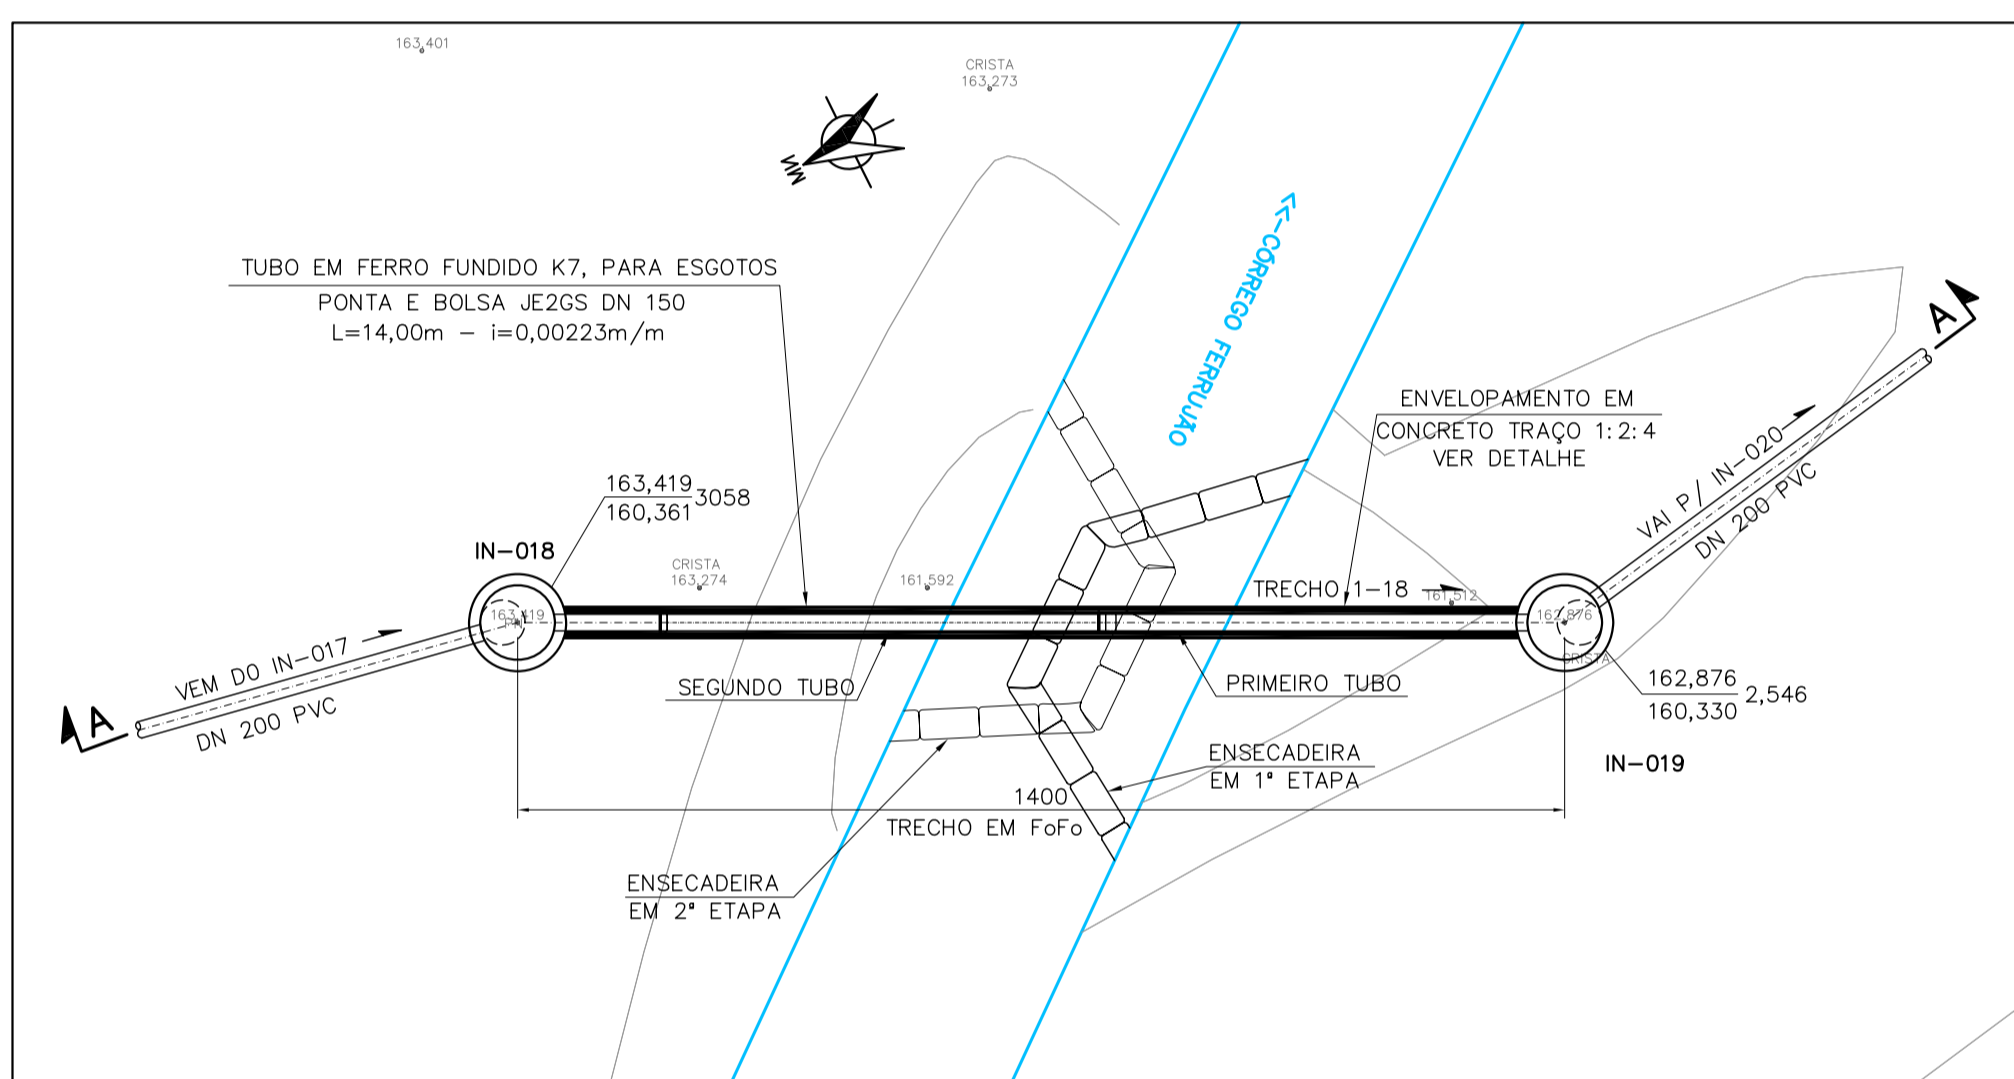 163,401
CRISTA
163,273
NM
<<-CÓRREGO FERRUJÃO
TUBO EM FERRO FUNDIDO K7, PARA ESGOTOS
PONTA E BOLSA JE2GS DN 150
L=14,00m – i=0,00223m/m
A
ENVELOPAMENTO EM
CONCRETO TRAÇO 1:2:4
VER DETALHE
VAI P/ IN-020
DN 200 PVC
163,419
160,361
3058
IN-018
CRISTA
163,274
161,592
TRECHO 1-18
161,512
163,419
162,876
CRISTA
VEM DO IN-017
DN 200 PVC
A
SEGUNDO TUBO
PRIMEIRO TUBO
162,876
160,330
2,546
IN-019
ENSECADEIRA
EM 1ª ETAPA
1400
TRECHO EM FoFo
ENSECADEIRA
EM 2ª ETAPA